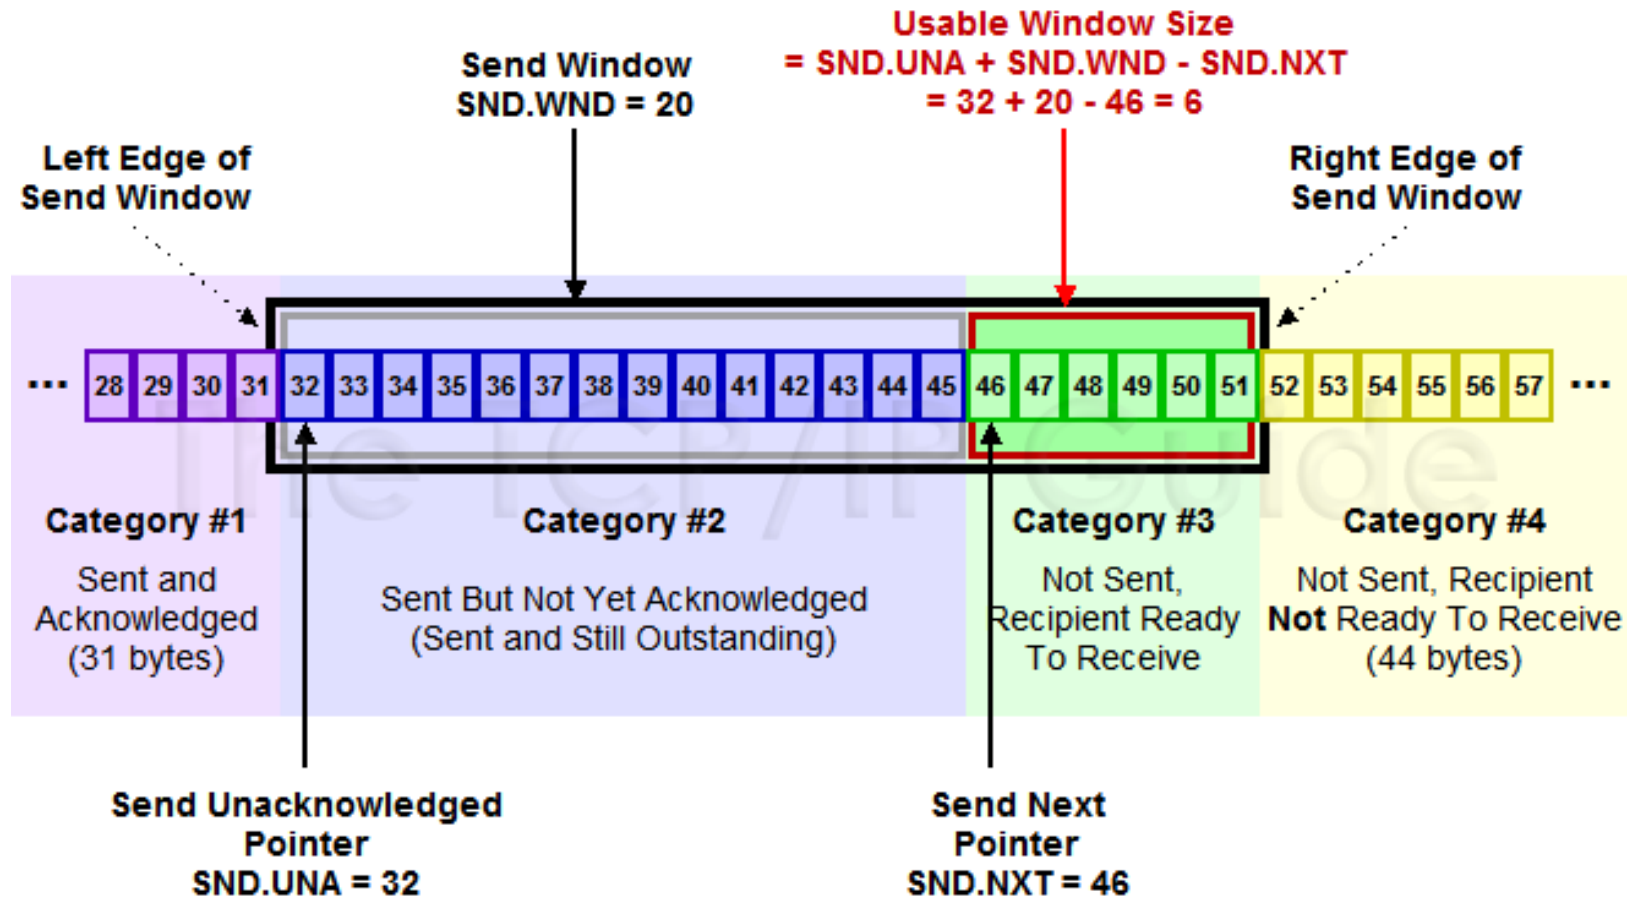 Usable Window Size
= SND.UNA + SND.WND - SND.NXT
= 32 + 20 - 46 = 6
Send Window
SND.WND = 20
Left Edge of
Send Window
Right Edge of
Send Window
... 28 29 30 31 32 33 34 35 36 37 38 39 40 41 42 43 44 45 46 47 48 49 50 51 52 53 54 55 56 57 ...
The TCP/IP Guide
Category #1
Sent and
Acknowledged
(31 bytes)
Category #2
Sent But Not Yet Acknowledged
(Sent and Still Outstanding)
Category #3
Not Sent,
Recipient Ready
To Receive
Category #4
Not Sent, Recipient
Not Ready To Receive
(44 bytes)
Send Unacknowledged
Pointer
SND.UNA = 32
Send Next
Pointer
SND.NXT = 46